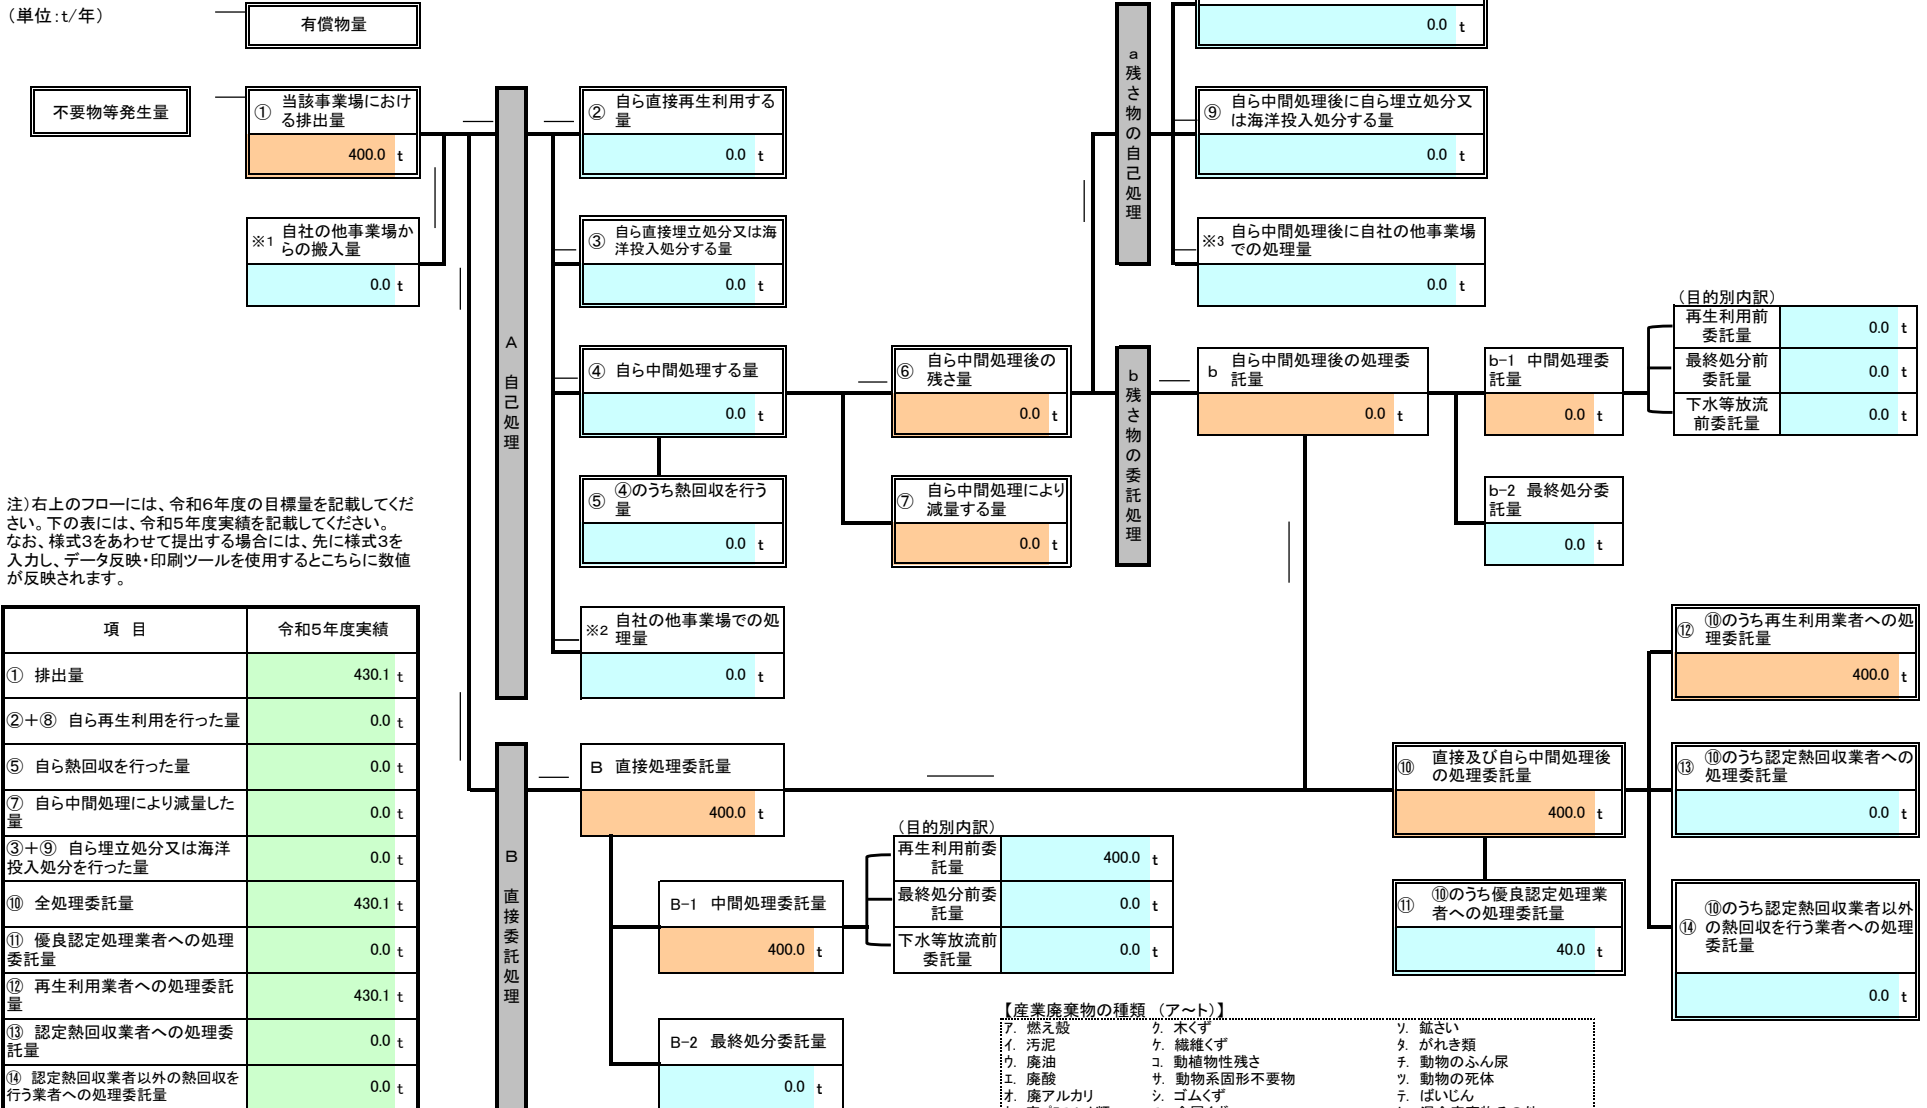 （単位：t/年）
有償物量
0.0 t
不要物等発生量
① 当該事業場におけ
る排出量
400.0 t
※1 自社の他事業場か
らの搬入量
0.0 t
A 自己処理
② 自ら直接再生利用する
量
0.0 t
③ 自ら直接埋立処分又は海
洋投入処分する量
0.0 t
④ 自ら中間処理する量
0.0 t
⑤ ④のうち熱回収を行う
量
0.0 t
※2 自社の他事業場での処
理量
0.0 t
⑥ 自ら中間処理後の
残さ量
0.0 t
⑦ 自ら中間処理により
減量する量
0.0 t
a 残さ物の自己処理
⑨ 自ら中間処理後に自ら埋立処分又
は海洋投入処分する量
0.0 t
※3 自ら中間処理後に自社の他事業場
での処理量
0.0 t
b 残さ物の委託処理
b 自ら中間処理後の処理委
託量
0.0 t
b-1 中間処理委
託量
0.0 t
b-2 最終処分委
託量
0.0 t
（目的別内訳）
再生利用前
委託量
0.0 t
最終処分前
委託量
0.0 t
下水等放流
前委託量
0.0 t
注）右上のフローには、令和6年度の目標量を記載してくだ
さい。下の表には、令和5年度実績を記載してください。
なお、様式3をあわせて提出する場合には、先に様式3を
入力し、データ反映・印刷ツールを使用するとこちらに数値
が反映されます。
項 目 令和5年度実績
① 排出量 430.1 t
②＋⑧ 自ら再生利用を行った量 0.0 t
⑤ 自ら熱回収を行った量 0.0 t
⑦ 自ら中間処理により減量した
量 0.0 t
③＋⑨ 自ら埋立処分又は海洋
投入処分を行った量 0.0 t
⑩ 全処理委託量 430.1 t
⑪ 優良認定処理業者への処理
委託量 0.0 t
⑫ 再生利用業者への処理委託
量 430.1 t
⑬ 認定熱回収業者への処理委
託量 0.0 t
⑭ 認定熱回収業者以外の熱回収を
行う業者への処理委託量 0.0 t
B 直接委託処理
B 直接処理委託量
400.0 t
B-1 中間処理委託量
400.0 t
B-2 最終処分委託量
0.0 t
（目的別内訳）
再生利用前委
託量
400.0 t
最終処分前委
託量
0.0 t
下水等放流前
委託量
0.0 t
⑩ 直接及び自ら中間処理後
の処理委託量
400.0 t
⑪ ⑩のうち優良認定処理業
者への処理委託量
40.0 t
⑫ ⑩のうち再生利用業者への処
理委託量
400.0 t
⑬ ⑩のうち認定熱回収業者への
処理委託量
0.0 t
⑭ ⑩のうち認定熱回収業者以外
の熱回収を行う業者への処理
委託量
0.0 t
【産業廃棄物の種類 （ア～ト）】
ア. 燃え殻 ク. 木くず ソ. 鉱さい
イ. 汚泥 ケ. 繊維くず タ. がれき類
ウ. 廃油 コ. 動植物性残さ チ. 動物のふん尿
エ. 廃酸 サ. 動物系固形不要物 ツ. 動物の死体
オ. 廃アルカリ シ. ゴムくず テ. ばいじん